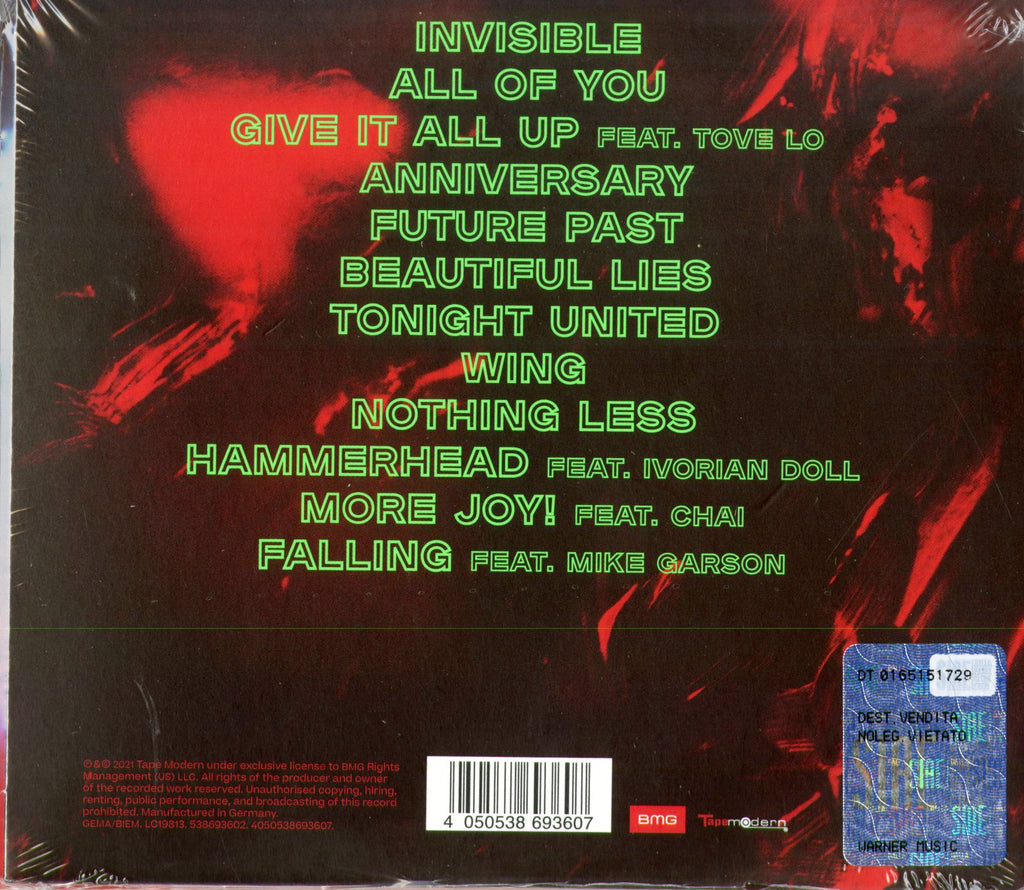 INVISIBLE
ALL OF YOU
GIVE IT ALL UP FEAT. TOVE LO
ANNIVERSARY
FUTURE PAST
BEAUTIFUL LIES
TONIGHT UNITED
WING
NOTHING LESS
HAMMERHEAD FEAT. IVORIAN DOLL
MORE JOY! FEAT. CHAI
FALLING FEAT. MIKE GARSON
℗&© 2021 Tape Modern under exclusive license to BMG Rights
Management (US) LLC. All rights of the producer and owner
of the recorded work reserved. Unauthorised copying, hiring,
renting, public performance, and broadcasting of this record
prohibited. Manufactured in Germany.
GEMA/BIEM. LC19813. 538693602. 4050538693607.
4 050538 693607
BMG
Tapemodern
DT 0165151729
DEST VENDITA
NOLEG VIETATO
WARNER MUSIC